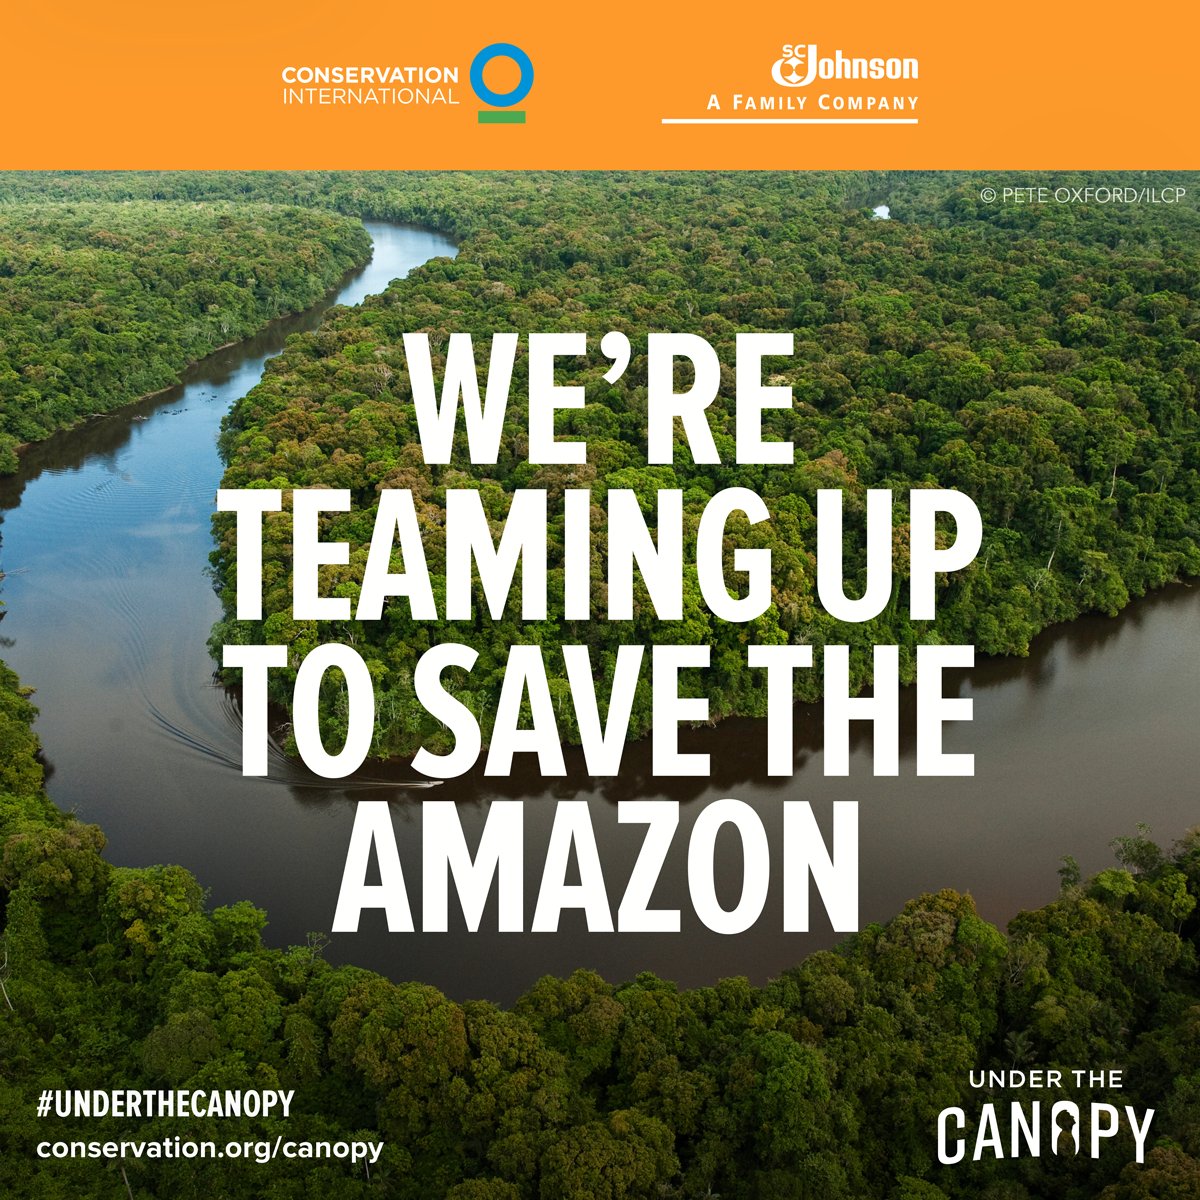 CONSERVATION
INTERNATIONAL
SC Johnson
A FAMILY COMPANY
© PETE OXFORD/ILCP
WE’RE
TEAMING UP
TO SAVE THE
AMAZON
#UNDERTHECANOPY
conservation.org/canopy
UNDER THE
CANOPY